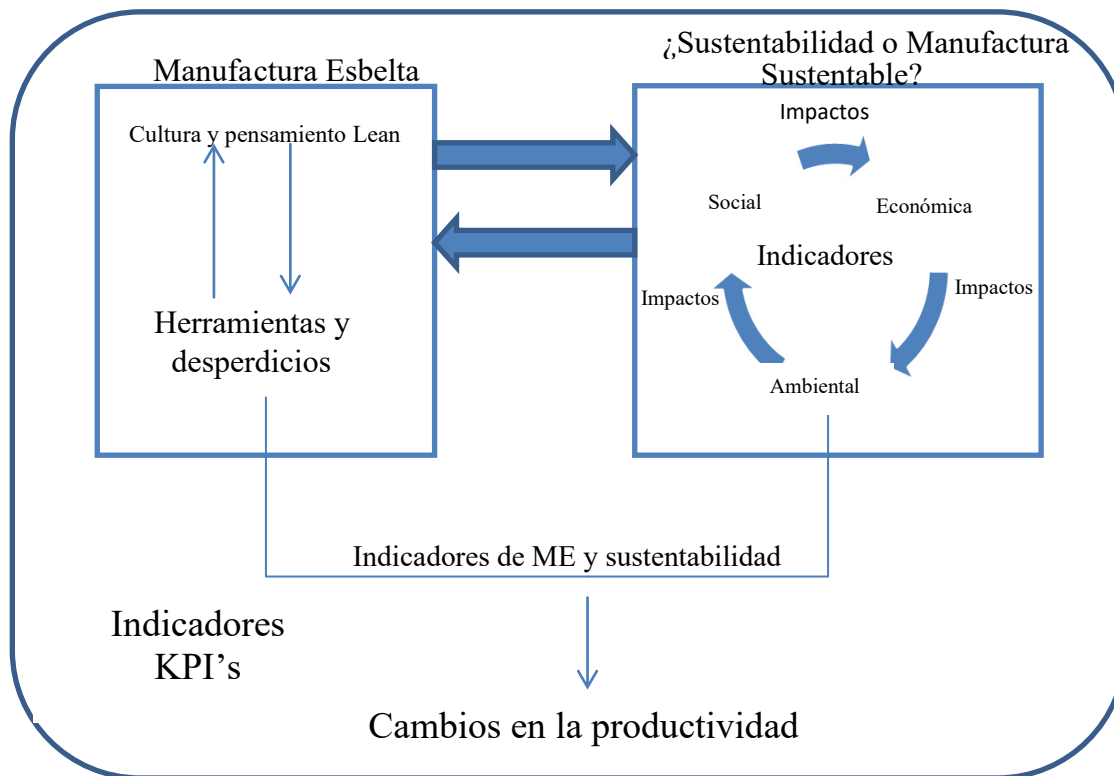 Manufactura Esbelta
¿Sustentabilidad o Manufactura
Sustentable?
Cultura y pensamiento Lean
Herramientas y
desperdicios
Impactos
Social
Económica
Indicadores
Impactos
Impactos
Ambiental
Indicadores de ME y sustentabilidad
Indicadores
KPI’s
Cambios en la productividad